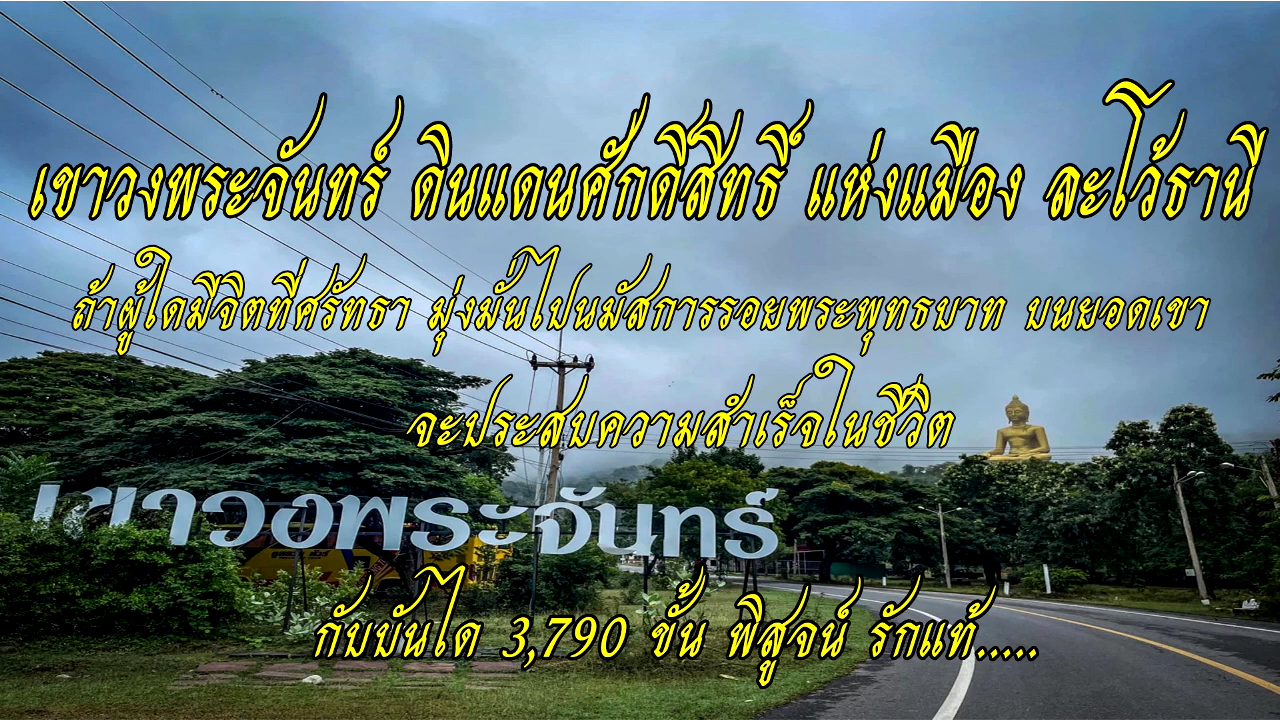 เขาวงพระจันทร์ ดินแดนศักดิ์สิทธิ์ แห่งเมือง ละโว้ธานี
ถ้าผู้ใดมีจิตที่ศรัทธา มุ่งมั่นไปนมัสการรอยพระพุทธบาท บนยอดเขา
จะประสบความสำเร็จในชีวิต
เขาวงพระจันทร์
กับบันได 3,790 ขั้น พิสูจน์ รักแท้.....